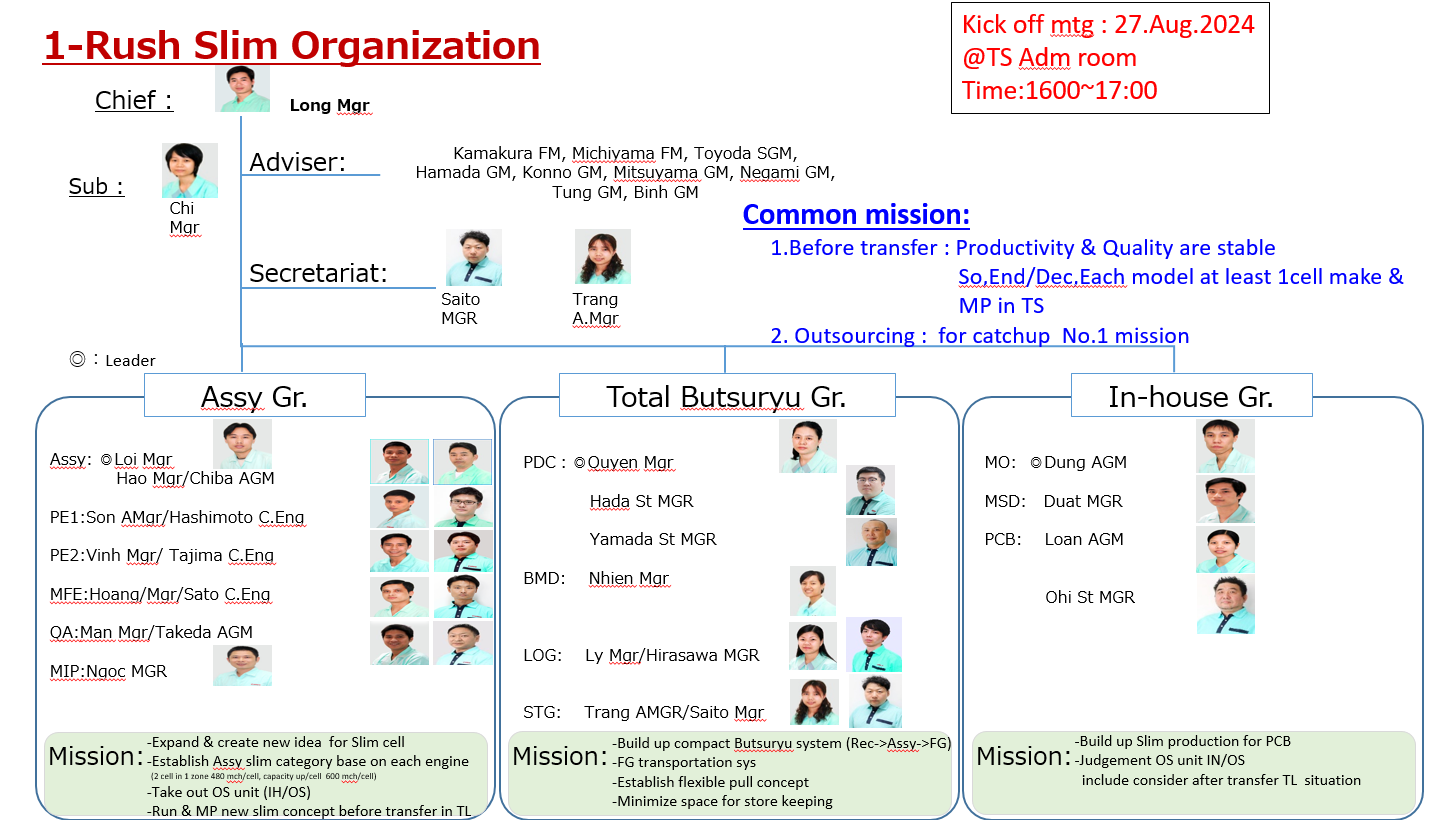 1-Rush Slim Organization
Kick off mtg : 27.Aug.2024
@TS Adm room
Time:1600~17:00
Chief :
Long Mgr
Sub :
Chi
Mgr
Adviser:
Kamakura FM, Michiyama FM, Toyoda SGM,
Hamada GM, Konno GM, Mitsuyama GM, Negami GM,
Tung GM, Binh GM
Secretariat:
Saito
MGR
Trang
A.Mgr
Common mission:
1.Before transfer : Productivity & Quality are stable
So,End/Dec,Each model at least 1cell make &
MP in TS
2. Outsourcing : for catchup No.1 mission
◎：Leader
Assy Gr.
Assy: ◎Loi Mgr
Hao Mgr/Chiba AGM
PE1:Son AMgr/Hashimoto C.Eng
PE2:Vinh Mgr/ Tajima C.Eng
MFE:Hoang/Mgr/Sato C.Eng
QA:Man Mgr/Takeda AGM
MIP:Ngoc MGR
Mission:
-Expand & create new idea for Slim cell
-Establish Assy slim category base on each engine
(2 cell in 1 zone 480 mch/cell, capacity up/cell 600 mch/cell)
-Take out OS unit (IH/OS)
-Run & MP new slim concept before transfer in TL
Total Butsuryu Gr.
PDC : ◎Quyen Mgr
Hada St MGR
Yamada St MGR
BMD: Nhien Mgr
LOG: Ly Mgr/Hirasawa MGR
STG: Trang AMGR/Saito Mgr
Mission:
-Build up compact Butsuryu system (Rec->Assy->FG)
-FG transportation sys
-Establish flexible pull concept
-Minimize space for store keeping
In-house Gr.
MO: ◎Dung AGM
MSD: Duat MGR
PCB: Loan AGM
Ohi St MGR
Mission:
-Build up Slim production for PCB
-Judgement OS unit IN/OS
include consider after transfer TL situation